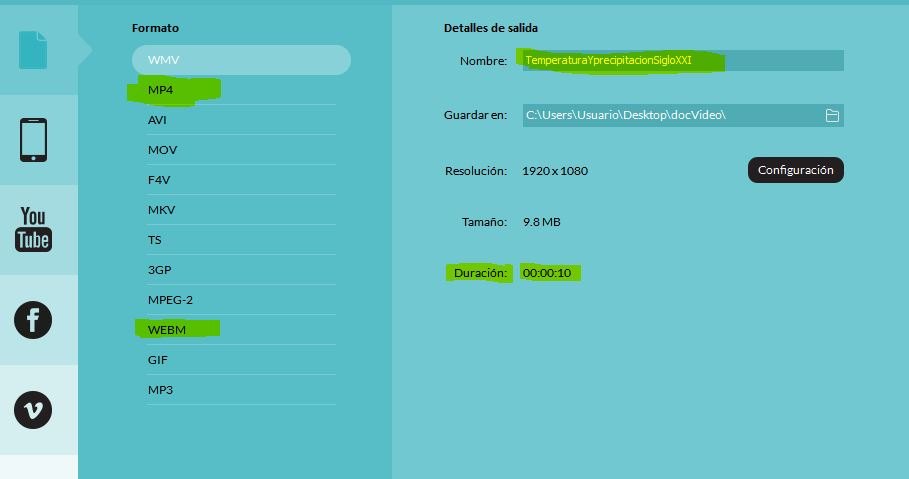 Formato
WMV
MP4
AVI
MOV
F4V
MKV
TS
3GP
MPEG-2
WEBM
GIF
MP3
You
Tube
f
v
Detalles de salida
Nombre: TemperaturaYprecipitacionSigloXXI
Guardar en: C:\Users\Usuario\Desktop\docVideo\
Resolución: 1920 x 1080 Configuración
Tamaño: 9.8 MB
Duración: 00:00:10